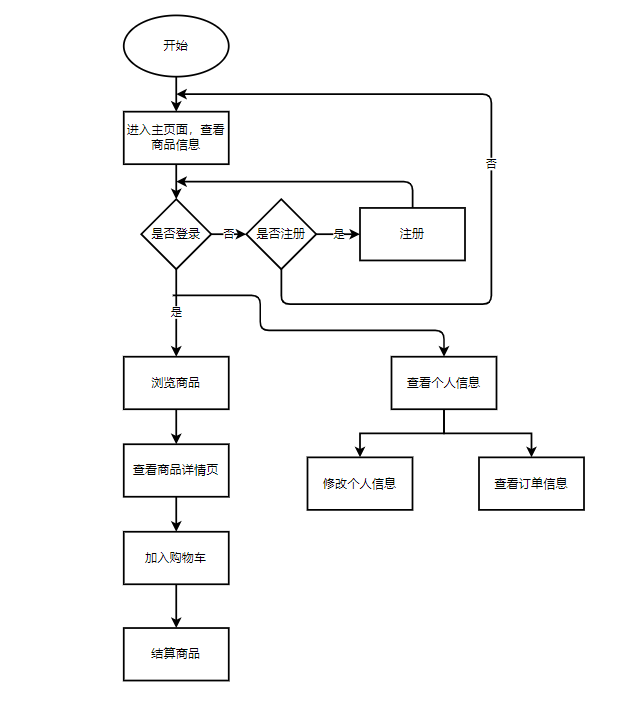 开始
进入主页面，查看
商品信息
否
是否登录
否
是否注册
是
注册
是
浏览商品
查看个人信息
查看商品详情页
修改个人信息
查看订单信息
加入购物车
结算商品